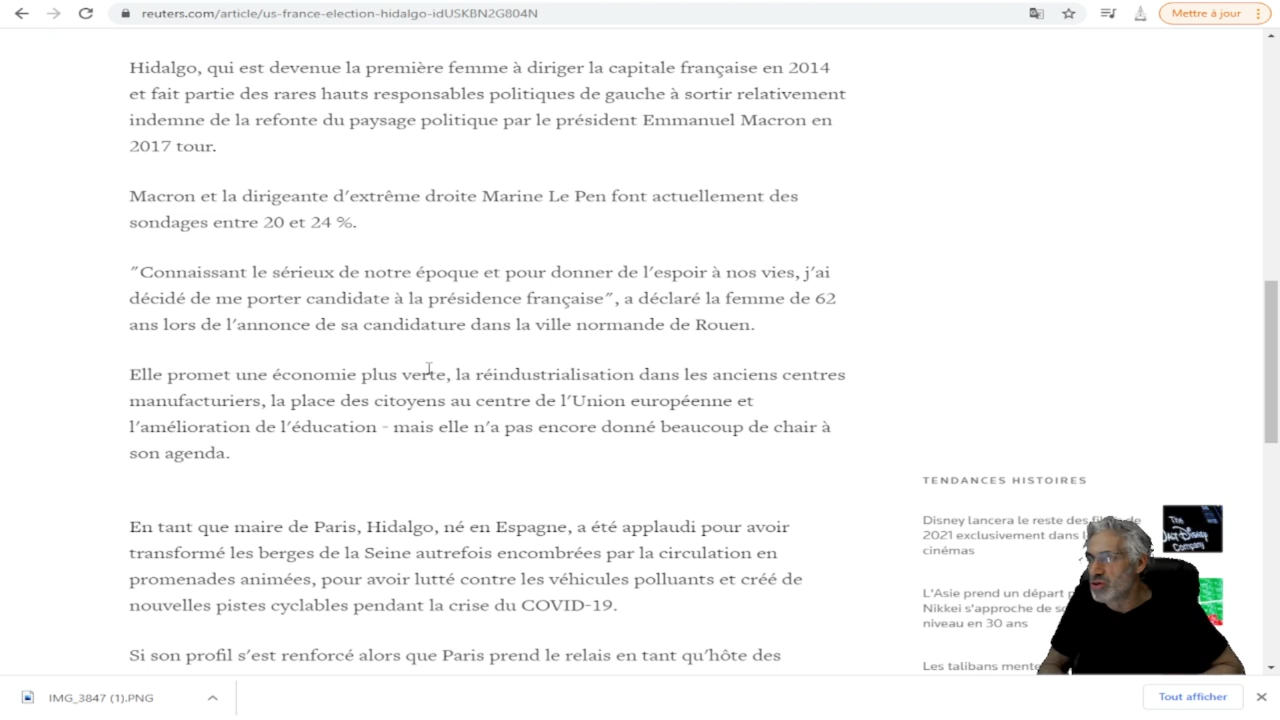 reuters.com/article/us-france-election-hidalgo-idUSKBN2G804N
Mettre à jour
Hidalgo, qui est devenue la première femme à diriger la capitale française en 2014
et fait partie des rares hauts responsables politiques de gauche à sortir relativement
indemne de la refonte du paysage politique par le président Emmanuel Macron en
2017 tour.
Macron et la dirigeante d'extrême droite Marine Le Pen font actuellement des
sondages entre 20 et 24 %.
"Connaissant le sérieux de notre époque et pour donner de l'espoir à nos vies, j'ai
décidé de me porter candidate à la présidence française", a déclaré la femme de 62
ans lors de l'annonce de sa candidature dans la ville normande de Rouen.
Elle promet une économie plus verte, la réindustrialisation dans les anciens centres
manufacturiers, la place des citoyens au centre de l'Union européenne et
l'amélioration de l'éducation - mais elle n'a pas encore donné beaucoup de chair à
son agenda.
En tant que maire de Paris, Hidalgo, né en Espagne, a été applaudi pour avoir
transformé les berges de la Seine autrefois encombrées par la circulation en
promenades animées, pour avoir lutté contre les véhicules polluants et créé de
nouvelles pistes cyclables pendant la crise du COVID-19.
Si son profil s'est renforcé alors que Paris prend le relais en tant qu'hôte des
TENDANCES HISTOIRES
Disney lancera le reste des de
2021 exclusivement dans
cinémas
The
Walt Disney
Company
L'Asie prend un départ
Nikkei s'approche de
niveau en 30 ans
Les talibans
IMG_3847 (1).PNG
Tout afficher